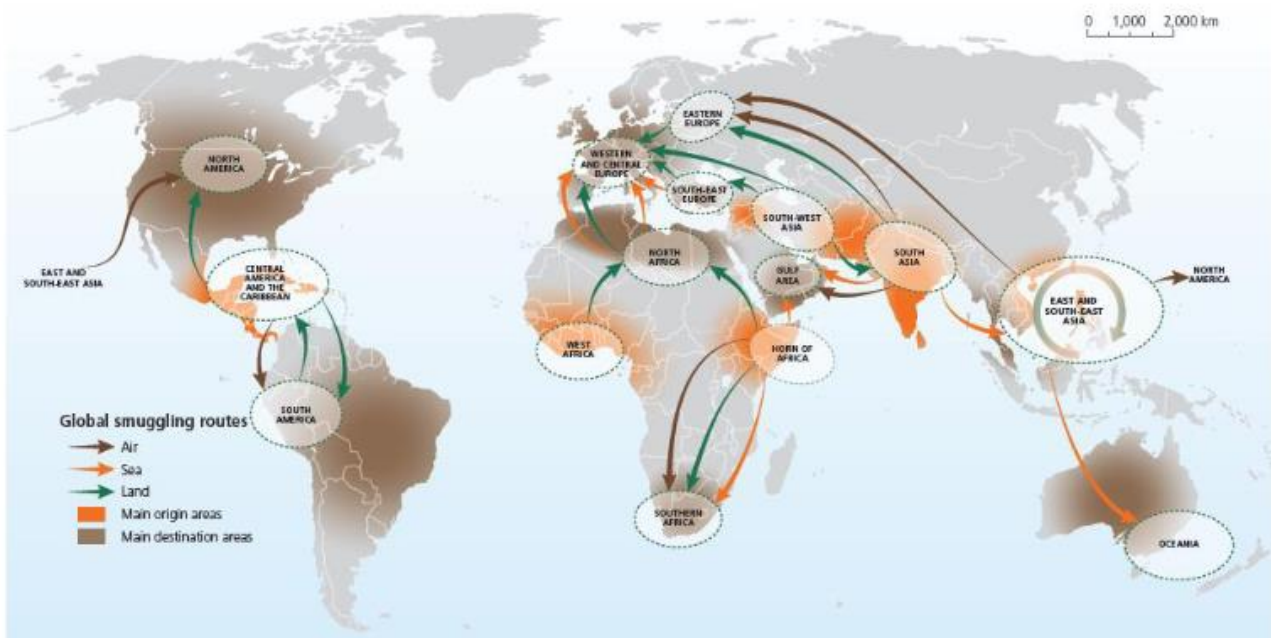 0 1,000 2,000 km
EASTERN
EUROPE
NORTH
AMERICA
WESTERN
AND CENTRAL
EUROPE
SOUTH-EAST
EUROPE
SOUTH-WEST
ASIA
NORTH
AFRICA
SOUTH
ASIA
GULF
AREA
EAST AND
SOUTH-EAST ASIA
CENTRAL
AMERICA
AND THE
CARIBBEAN
EAST AND
SOUTH-EAST
ASIA
NORTH
AMERICA
WEST
AFRICA
HORN OF
AFRICA
SOUTH
AMERICA
Global smuggling routes
Air
Sea
Land
Main origin areas
Main destination areas
SOUTHERN-
AFRICA
OCEANIA